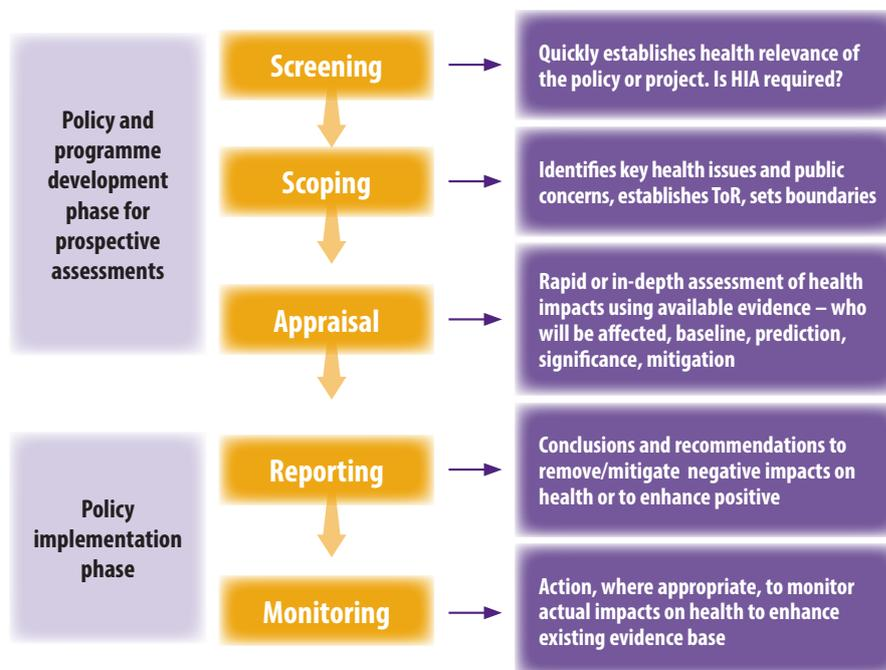 Policy and
programme
development
phase for
prospective
assessments
Screening
Quickly establishes health relevance of
the policy or project. Is HIA required?
Scoping
Identifies key health issues and public
concerns, establishes ToR, sets boundaries
Appraisal
Rapid or in-depth assessment of health
impacts using available evidence – who
will be affected, baseline, prediction,
significance, mitigation
Policy
implementation
phase
Reporting
Conclusions and recommendations to
remove/mitigate negative impacts on
health or to enhance positive
Monitoring
Action, where appropriate, to monitor
actual impacts on health to enhance
existing evidence base